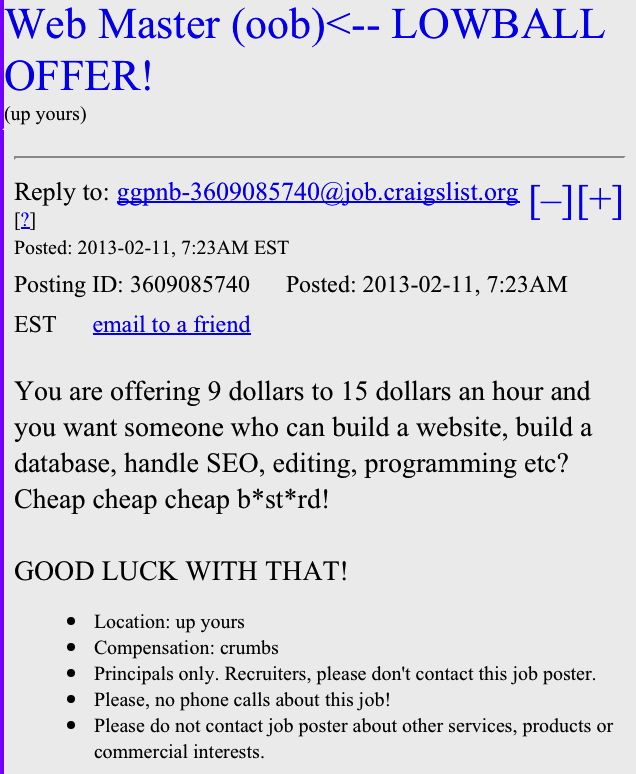 Web Master (oob)<-- LOWBALL
OFFER!
(up yours)
Reply to: ggpnb-3609085740@job.craigslist.org [–][+]
[?]
Posted: 2013-02-11, 7:23AM EST
Posting ID: 3609085740 Posted: 2013-02-11, 7:23AM
EST email to a friend
You are offering 9 dollars to 15 dollars an hour and
you want someone who can build a website, build a
database, handle SEO, editing, programming etc?
Cheap cheap cheap b*st*rd!
GOOD LUCK WITH THAT!
• Location: up yours
• Compensation: crumbs
• Principals only. Recruiters, please don't contact this job poster.
• Please, no phone calls about this job!
• Please do not contact job poster about other services, products or
commercial interests.